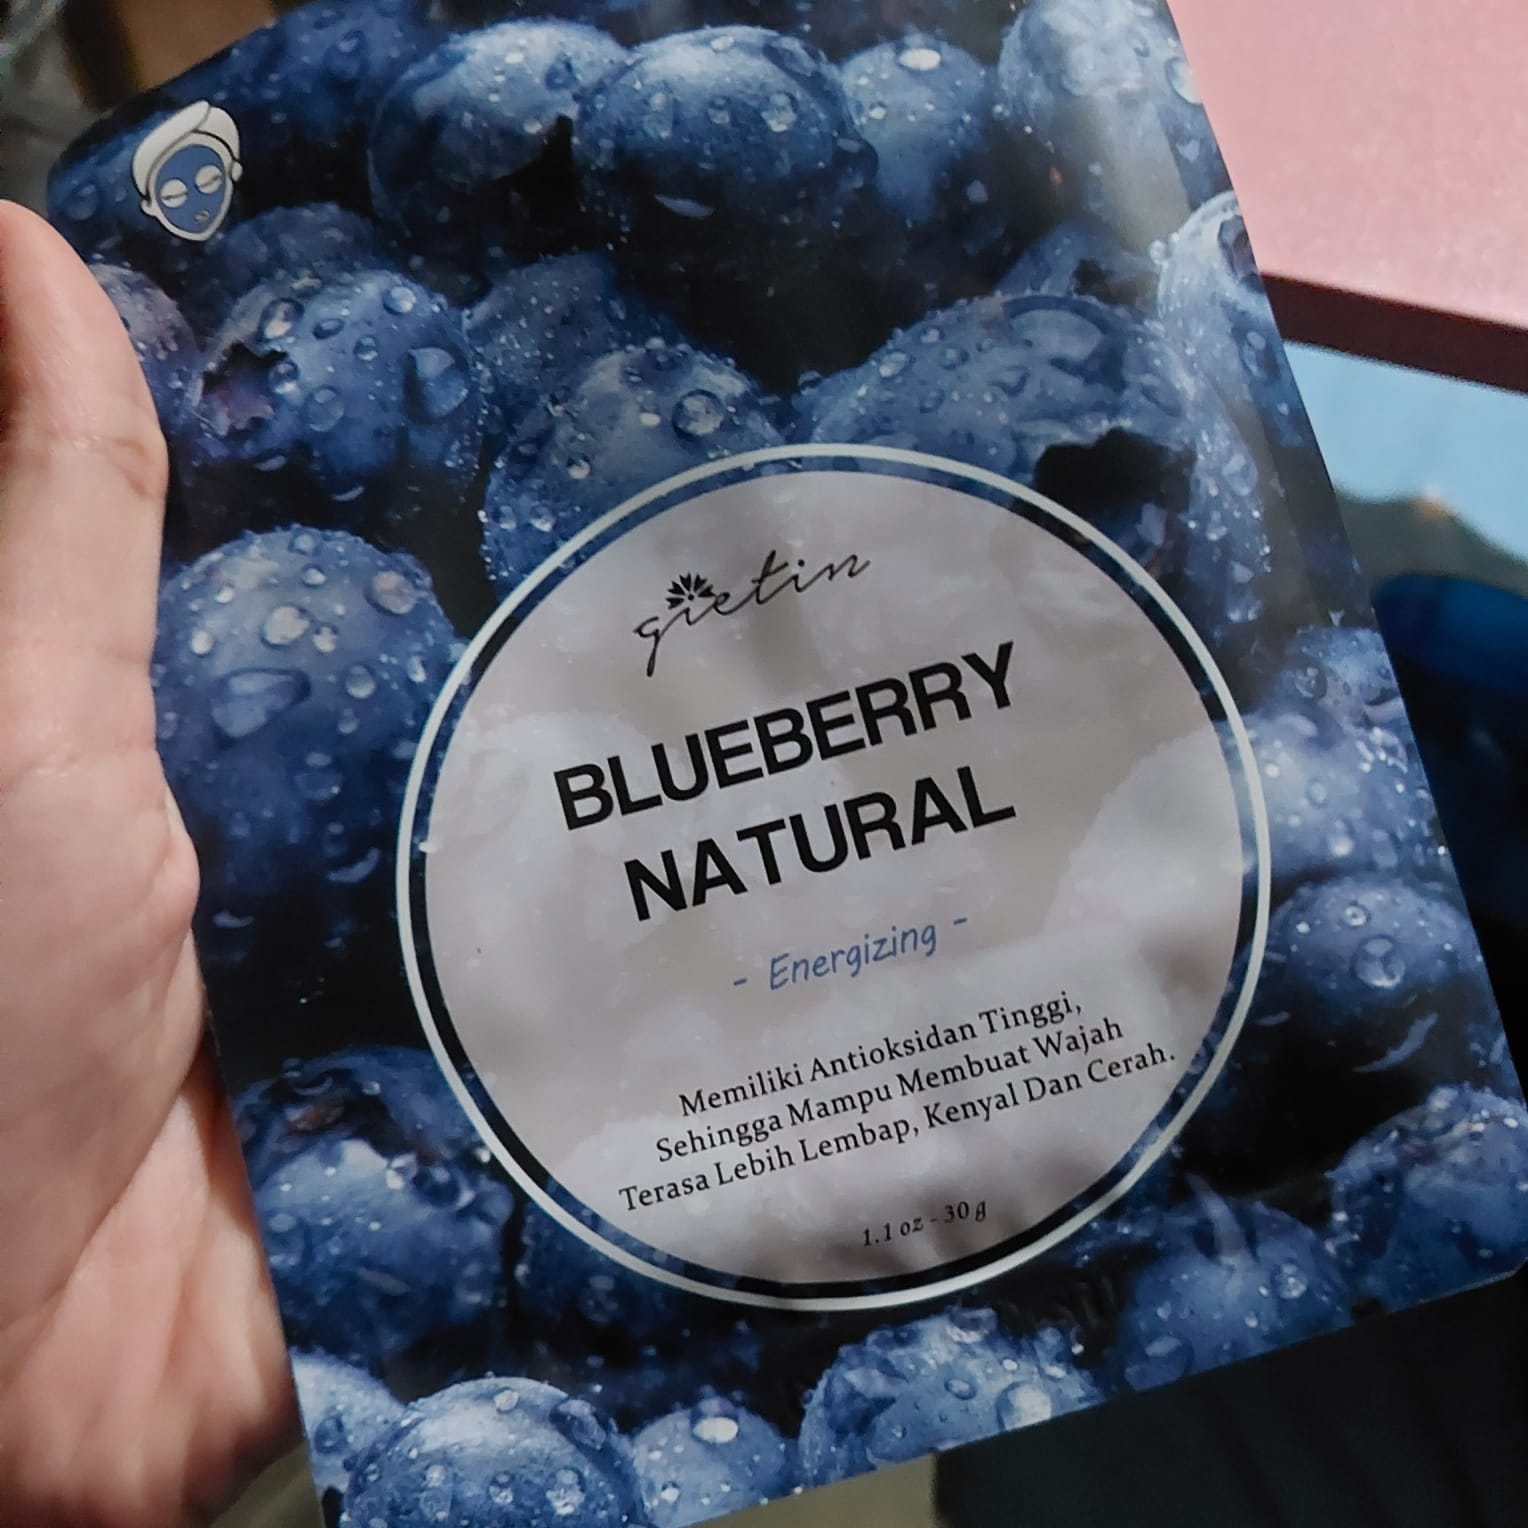 gietin
BLUEBERRY
NATURAL
- Energizing -
Memiliki Antioksidan Tinggi,
Sehingga Mampu Membuat Wajah
Terasa Lebih Lembap, Kenyal Dan Cerah.
1.1 oz - 30 g